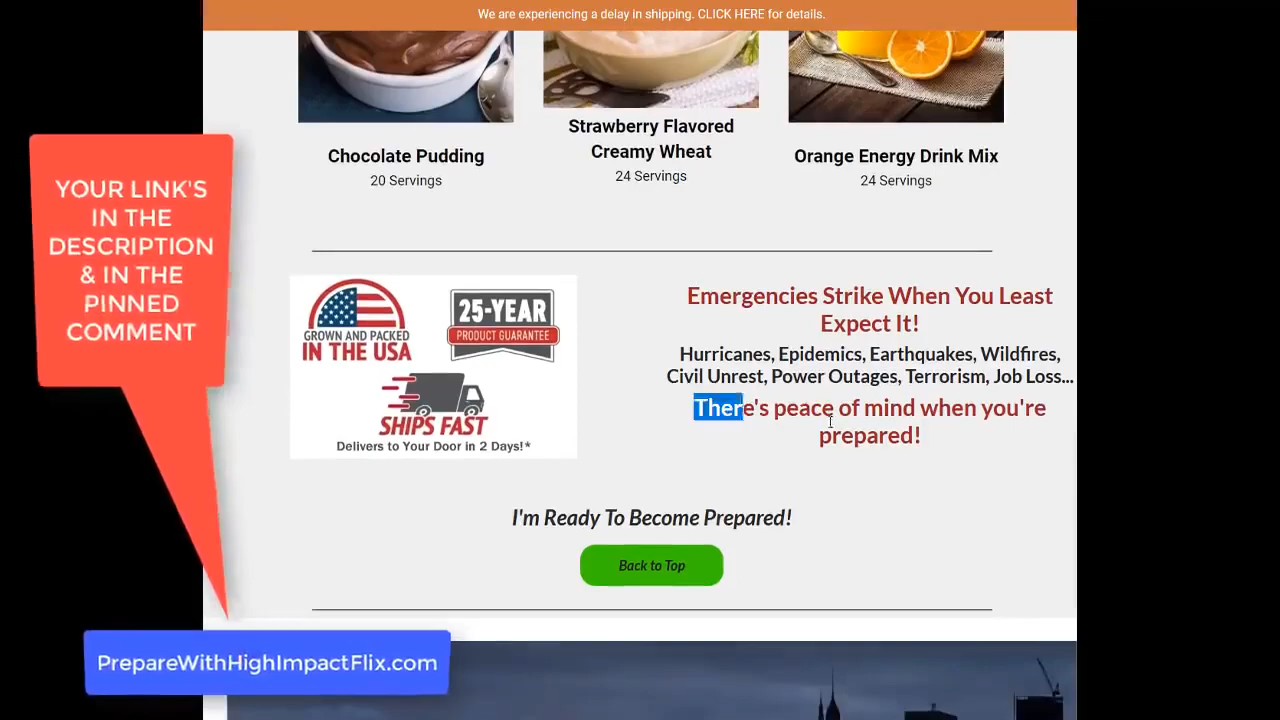 We are experiencing a delay in shipping. CLICK HERE for details.
Chocolate Pudding
20 Servings
Strawberry Flavored
Creamy Wheat
24 Servings
Orange Energy Drink Mix
24 Servings
YOUR LINK'S
IN THE
DESCRIPTION
& IN THE
PINNED
COMMENT
GROWN AND PACKED
IN THE USA
25-YEAR
PRODUCT GUARANTEE
SHIPS FAST
Delivers to Your Door in 2 Days!*
Emergencies Strike When You Least
Expect It!
Hurricanes, Epidemics, Earthquakes, Wildfires,
Civil Unrest, Power Outages, Terrorism, Job Loss...
There's peace of mind when you're
prepared!
I'm Ready To Become Prepared!
Back to Top
PrepareWithHighImpactFlix.com